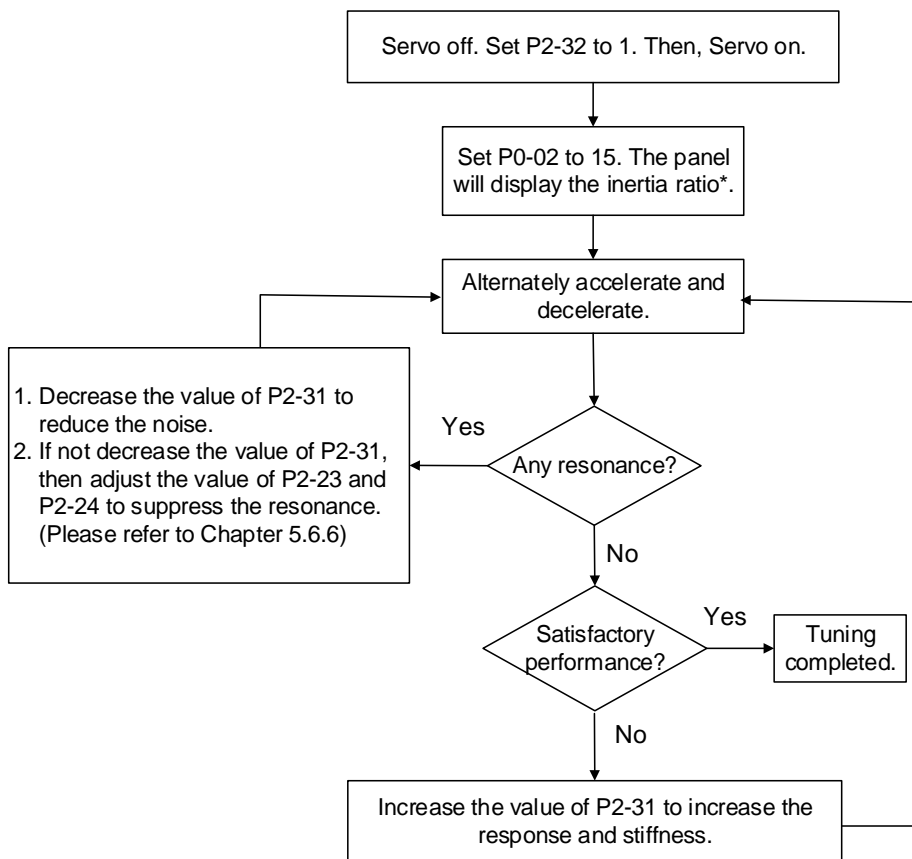 Servo off. Set P2-32 to 1. Then, Servo on.
Set P0-02 to 15. The panel
will display the inertia ratio*.
Alternately accelerate and
decelerate.
1. Decrease the value of P2-31 to
reduce the noise.
2. If not decrease the value of P2-31,
then adjust the value of P2-23 and
P2-24 to suppress the resonance.
(Please refer to Chapter 5.6.6)
Yes
Any resonance?
No
Satisfactory
performance?
Yes
Tuning
completed.
No
Increase the value of P2-31 to increase the
response and stiffness.